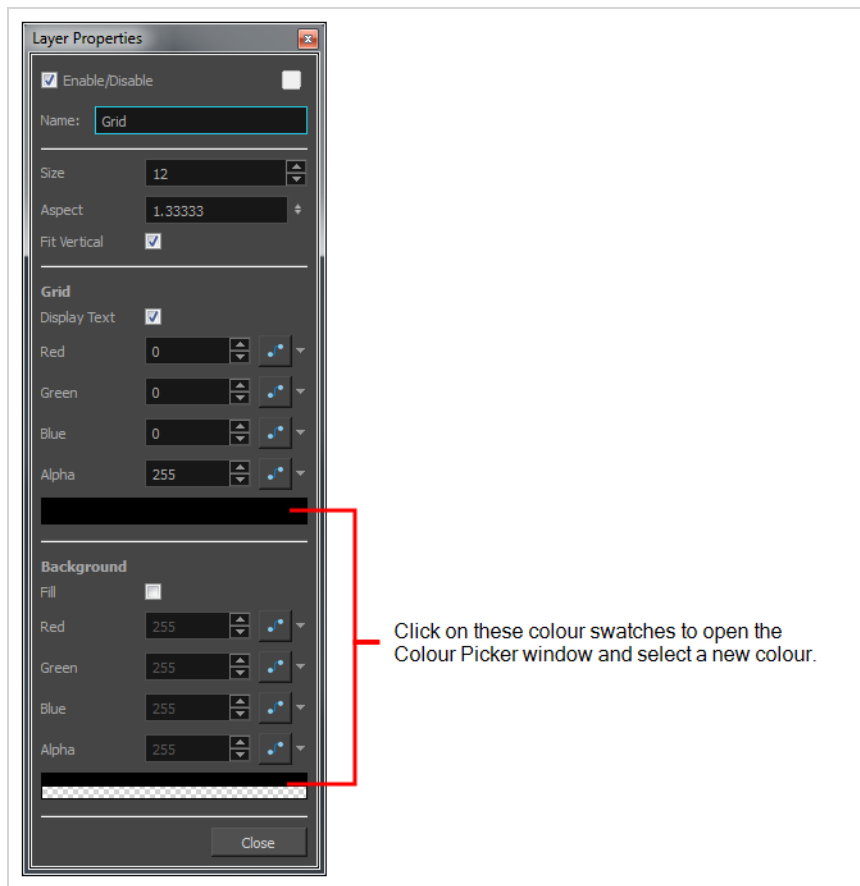 Layer Properties
Enable/Disable
Name: Grid
Size 12
Aspect 1.33333
Fit Vertical
Grid
Display Text
Red 0
Green 0
Blue 0
Alpha 255
Background
Fill
Red 255
Green 255
Blue 255
Alpha 255
Close
Click on these colour swatches to open the
Colour Picker window and select a new colour.